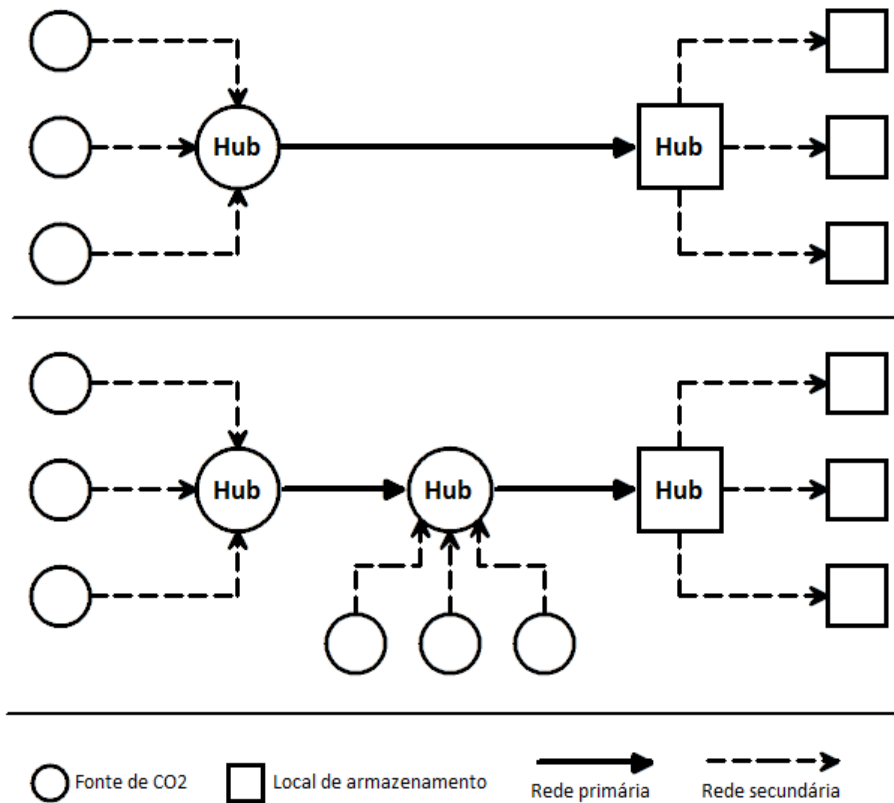 Hub
Hub
Hub
Hub
Hub
Fonte de CO2
Local de armazenamento
Rede primária
Rede secundária